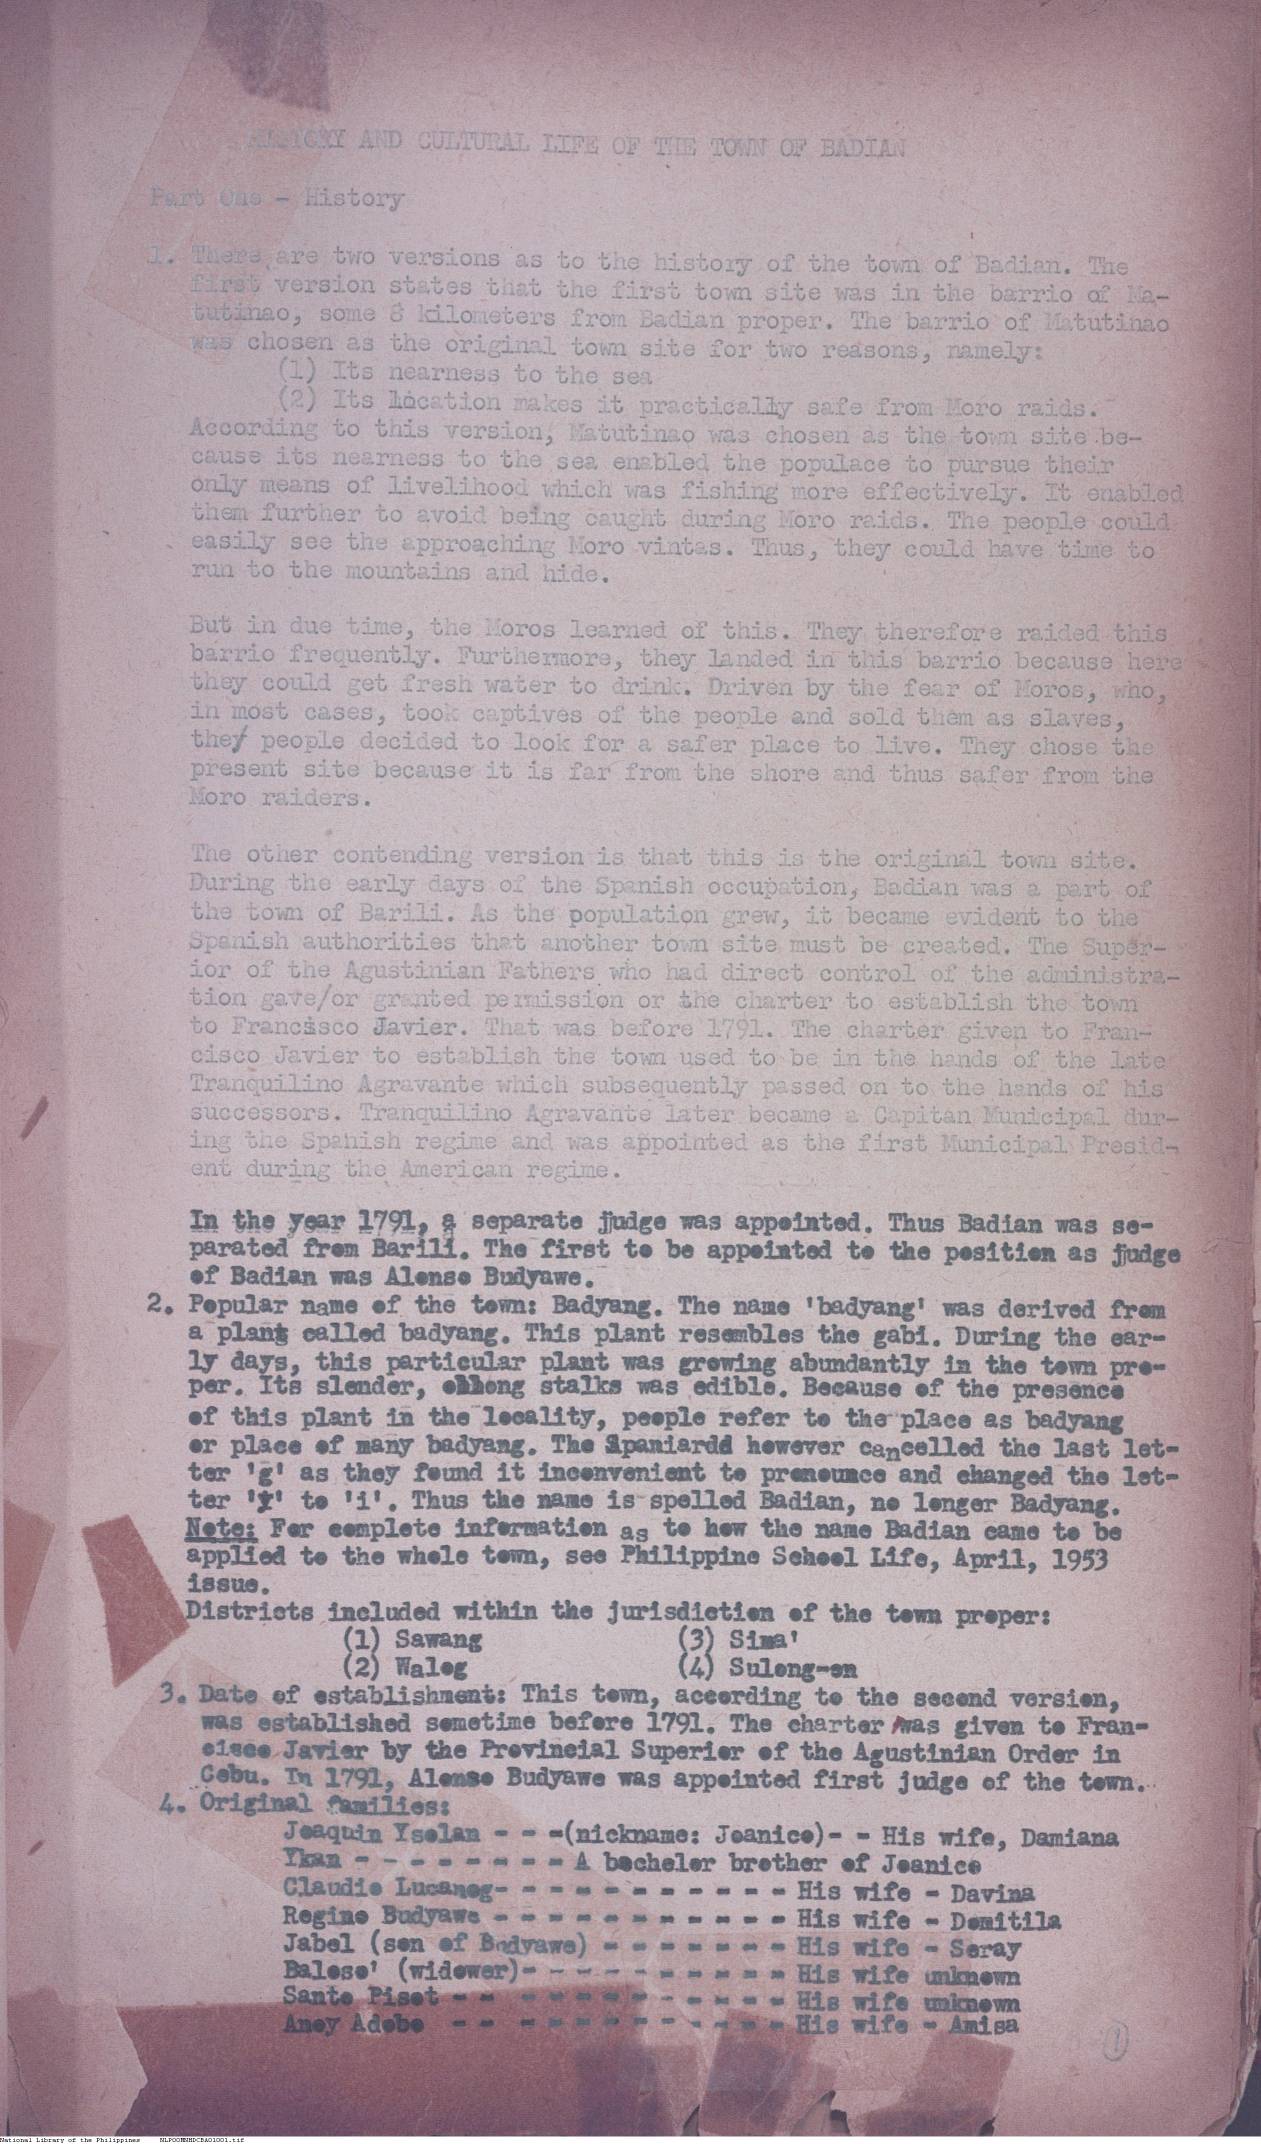 HISTORY AND CULTURAL LIFE OF THE TOWN OF BADIAN
Part One - History
1. There are two versions as to the history of the town of Badian. The
first version states that the first town site was in the barrio of Ma-
tutinao, some 8 kilometers from Badian proper. The barrio of Matutinao
was chosen as the original town site for two reasons, namely:
(1) Its nearness to the sea
(2) Its location makes it practically safe from Moro raids.
According to this version, Matutinao was chosen as the town site be-
cause its nearness to the sea enabled the populace to pursue their
only means of livelihood which was fishing more effectively. It enabled
them further to avoid being caught during Moro raids. The people could
easily see the approaching Moro vintas. Thus, they could have time to
run to the mountains and hide.
But in due time, the Moros learned of this. They therefore raided this
barrio frequently. Furthermore, they landed in this barrio because here
they could get fresh water to drink. Driven by the fear of Moros, who,
in most cases, took captives of the people and sold them as slaves,
the people decided to look for a safer place to live. They chose the
present site because it is far from the shore and thus safer from the
Moro raiders.
The other contending version is that this is the original town site.
During the early days of the Spanish occupation, Badian was a part of
the town of Barili. As the population grew, it became evident to the
Spanish authorities that another town site must be created. The Super-
ior of the Agustinian Fathers who had direct control of the administra-
tion gave/or granted permission or the charter to establish the town
to Francisco Javier. That was before 1791. The charter given to Fran-
cisco Javier to establish the town used to be in the hands of the late
Tranquilino Agravante which subsequently passed on to the hands of his
successors. Tranquilino Agravante later became a Capitan Municipal dur-
ing the Spanish regime and was appointed as the first Municipal Presid-
ent during the American regime.
In the year 1791, a separate judge was appointed. Thus Badian was se-
parated from Barili. The first to be appointed to the position as judge
of Badian was Alonso Budyawe.
2. Popular name of the town: Badyang. The name 'badyang' was derived from
a plant called badyang. This plant resembles the gabi. During the ear-
ly days, this particular plant was growing abundantly in the town pro-
per. Its slender, oblong stalks was edible. Because of the presence
of this plant in the locality, people refer to the place as badyang
or place of many badyang. The Spaniards however cancelled the last let-
ter 'g' as they found it inconvenient to pronounce and changed the let-
ter 'y' to 'i'. Thus the name is spelled Badian, no longer Badyang.
Note: For complete information as to how the name Badian came to be
applied to the whole town, see Philippine School Life, April, 1953
issue.
Districts included within the jurisdiction of the town proper:
(1) Sawang (3) Sima'
(2) Walog (4) Sulong-on
3. Date of establishment: This town, according to the second version,
was established sometime before 1791. The charter was given to Fran-
cisco Javier by the Provincial Superior of the Agustinian Order in
Cebu. In 1791, Alonso Budyawe was appointed first judge of the town.
4. Original families:
Joaquin Ysolan - - -(nickname: Joanico)- - His wife, Damiana
Ykan - - - - - - - - A bachelor brother of Joanico
Claudio Lucanog- - - - - - - - - - - His wife - Davina
Regino Budyawe - - - - - - - - - - - His wife - Domitila
Jabel (son of Budyawe) - - - - - - - His wife - Soray
Baloso' (widower)- - - - - - - - - - His wife unknown
Santo Pisot - - - - - - - - - - - - His wife unknown
Anoy Adobo - - - - - - - - - - - - His wife - Amisa
1
National Library of the Philippines NLPOOMNHDCBA01001.tif